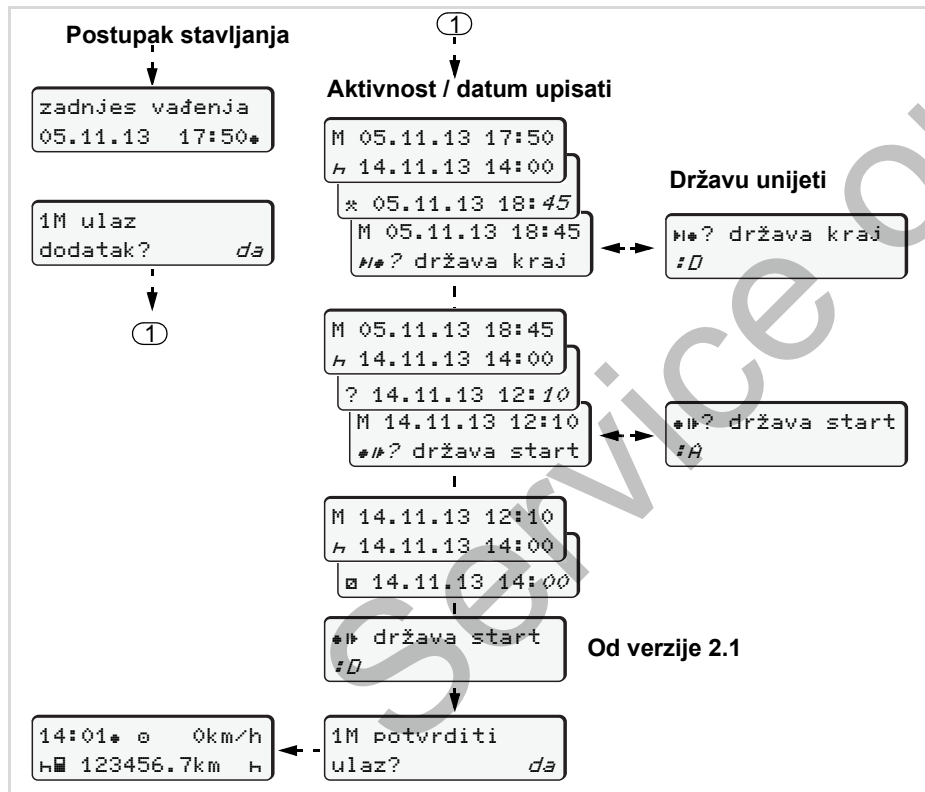 Postupak stavljanja
zadnjes vađenja
05.11.13 17:50
1M ulaz
dodatak? da
1
1
Aktivnost / datum upisati
M 05.11.13 17:50
14.11.13 14:00
05.11.13 18:45
M 05.11.13 18:45
? država kraj
Državu unijeti
? država kraj
:D
M 05.11.13 18:45
14.11.13 14:00
? 14.11.13 12:10
M 14.11.13 12:10
? država start
? država start
:A
M 14.11.13 12:10
14.11.13 14:00
14.11.13 14:00
država start
:D
Od verzije 2.1
1M potvrditi
ulaz? da
14:01 0km/h
123456.7km
Service o